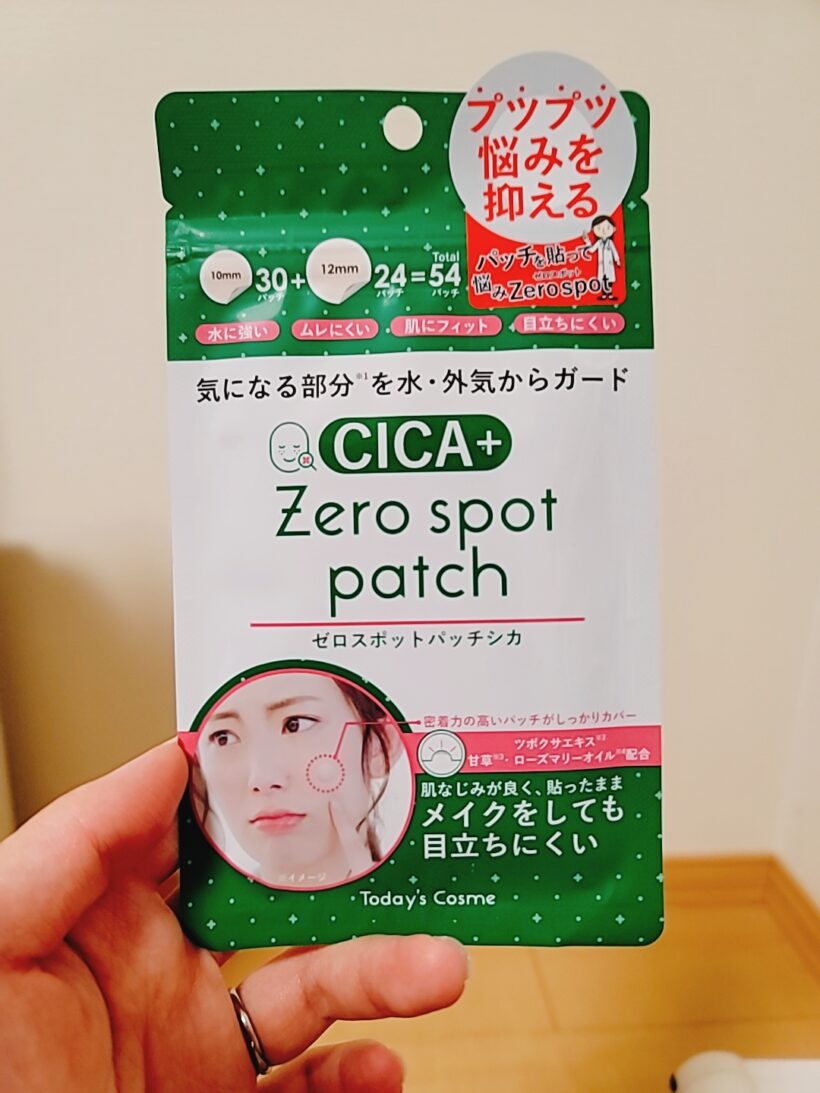 プツプツ
悩みを
抑える
パッチを貼って
ゼロスポット
悩みZerospot
10mm
30
パッチ
+
12mm
24
パッチ
=
Total
54
パッチ
水に強い
ムレにくい
肌にフィット
目立ちにくい
気になる部分※1を水・外気からガード
CICA+
Zero spot
patch
ゼロスポットパッチシカ
密着力の高いパッチがしっかりカバー
ツボクサエキス※2
甘草※3・ローズマリーオイル※4配合
肌なじみが良く、貼ったまま
メイクをしても
目立ちにくい
※イメージ
Today's Cosme